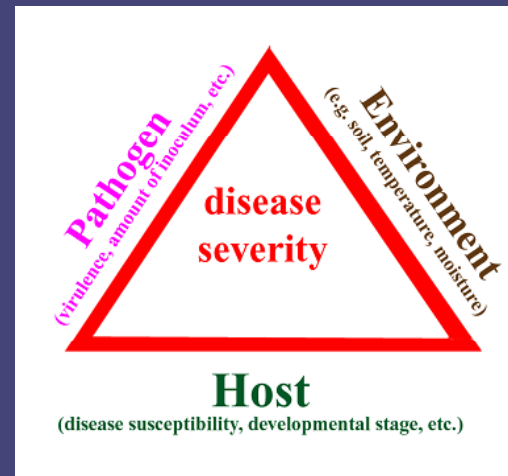 Pathogen
(virulence, amount of inoculum, etc.)
Environment
(e.g. soil, temperature, moisture)
disease
severity
Host
(disease susceptibility, developmental stage, etc.)